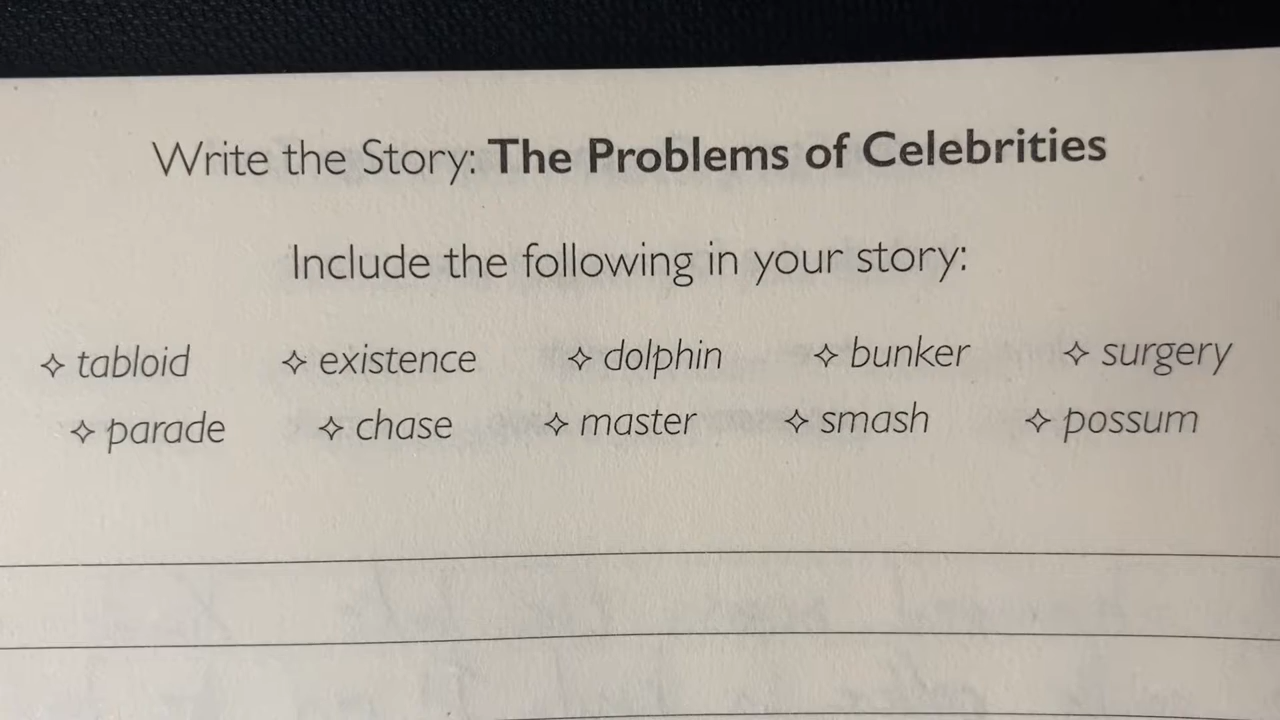 Write the Story: The Problems of Celebrities
Include the following in your story:
✧ tabloid ✧ existence ✧ dolphin ✧ bunker ✧ surgery
✧ parade ✧ chase ✧ master ✧ smash ✧ possum